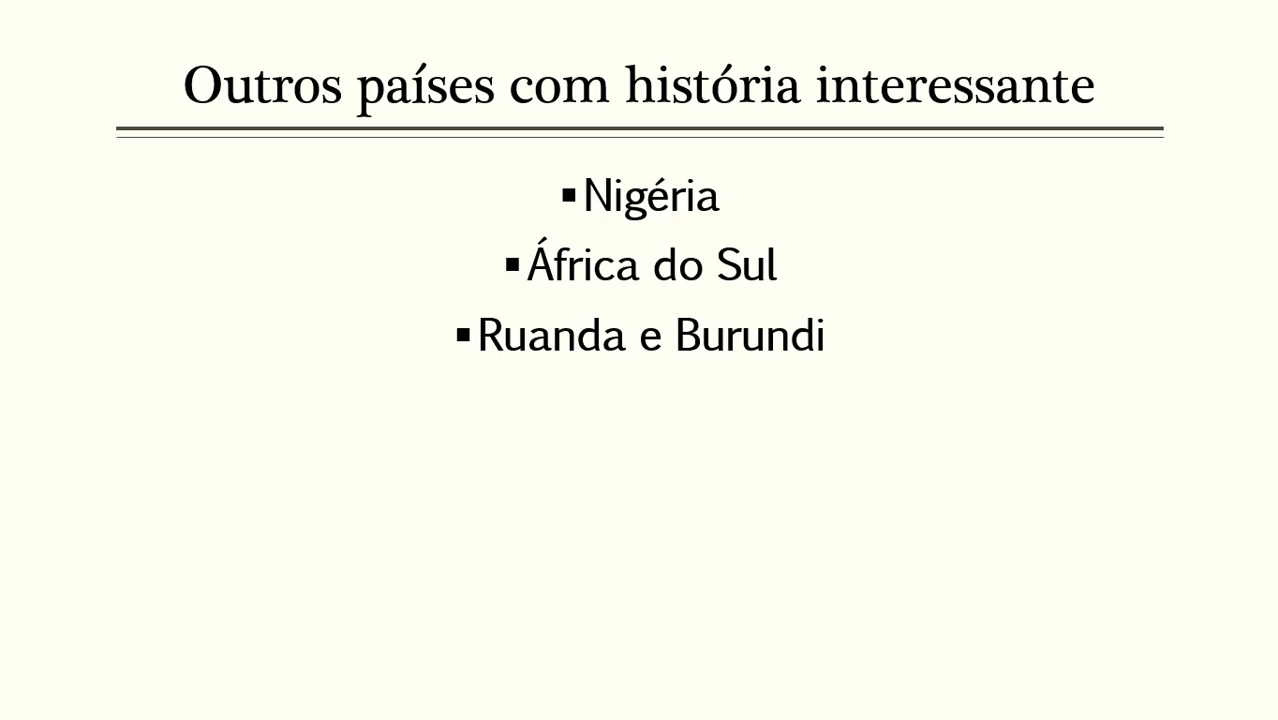 Outros países com história interessante
▪Nigéria
▪África do Sul
▪Ruanda e Burundi